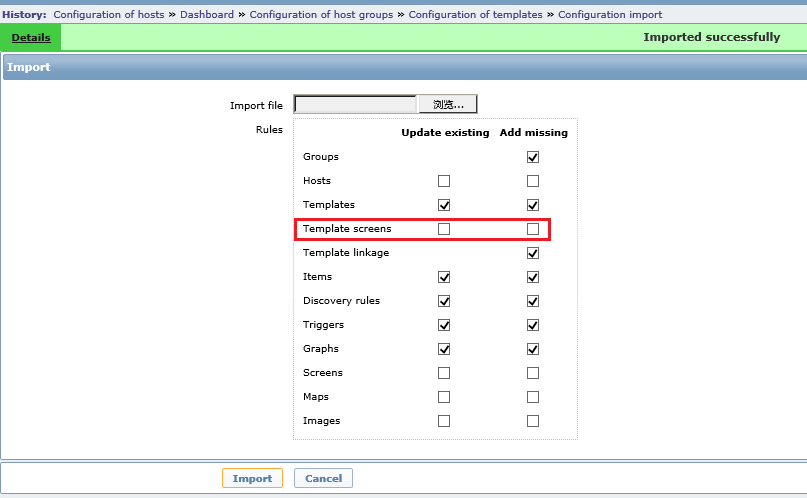 History: Configuration of hosts » Dashboard » Configuration of host groups » Configuration of templates » Configuration import
Details Imported successfully
Import
Import file 浏览...
Rules Update existing Add missing
Groups
Hosts
Templates
Template screens
Template linkage
Items
Discovery rules
Triggers
Graphs
Screens
Maps
Images
Import Cancel